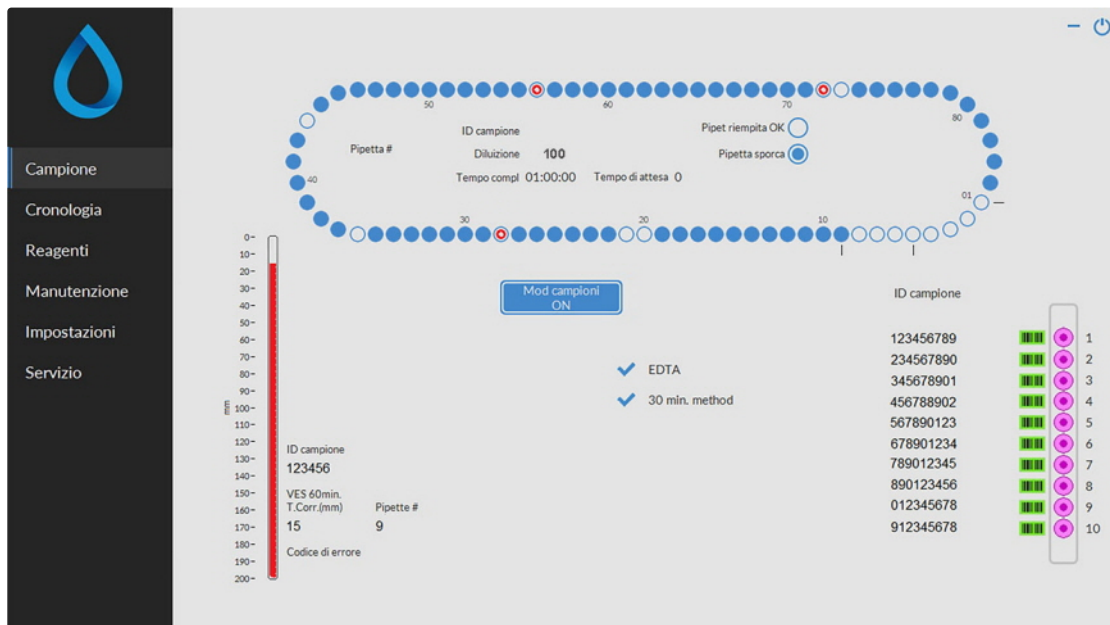 Campione
Cronologia
Reagenti
Manutenzione
Impostazioni
Servizio
50
60
70
80
ID campione
Pipet riempita OK
Pipetta #
Diluizione 100
Pipetta sporca
Tempo compl 01:00:00 Tempo di attesa 0
40
01
30
20
10
Mod campioni
ON
ID campione
EDTA
30 min. method
123456789 1
234567890 2
345678901 3
456788902 4
567890123 5
678901234 6
789012345 7
890123456 8
012345678 9
912345678 10
0-
10-
20-
30-
40-
50-
60-
70-
80-
90-
mm 100-
110-
120-
130-
140-
150-
160-
170-
180-
190-
200-
ID campione
123456
VES 60min.
T.Corr.(mm) Pipette #
15 9
Codice di errore